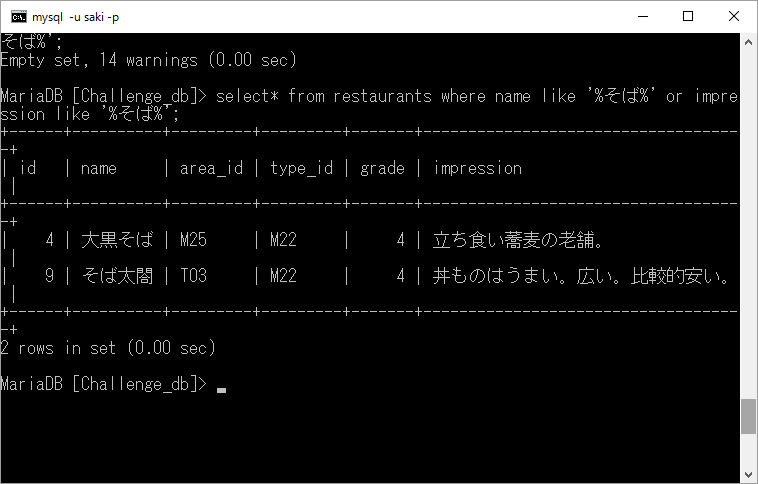 mysql -u saki -p
そば%';
Empty set, 14 warnings (0.00 sec)
MariaDB [Challenge_db]> select* from restaurants where name like '%そば%' or impre
ssion like '%そば%';
+------+----------+---------+---------+-------+-----------------------------------
-+
| id   | name     | area_id | type_id | grade | impression
 |
+------+----------+---------+---------+-------+-----------------------------------
-+
|    4 | 大黒そば | M25     | M22     |     4 | 立ち食い蕎麦の老舗。
 |
|    9 | そば太閤 | T03     | M22     |     4 | 丼ものはうまい。広い。比較的安い。
 |
+------+----------+---------+---------+-------+-----------------------------------
-+
2 rows in set (0.00 sec)
MariaDB [Challenge_db]> _